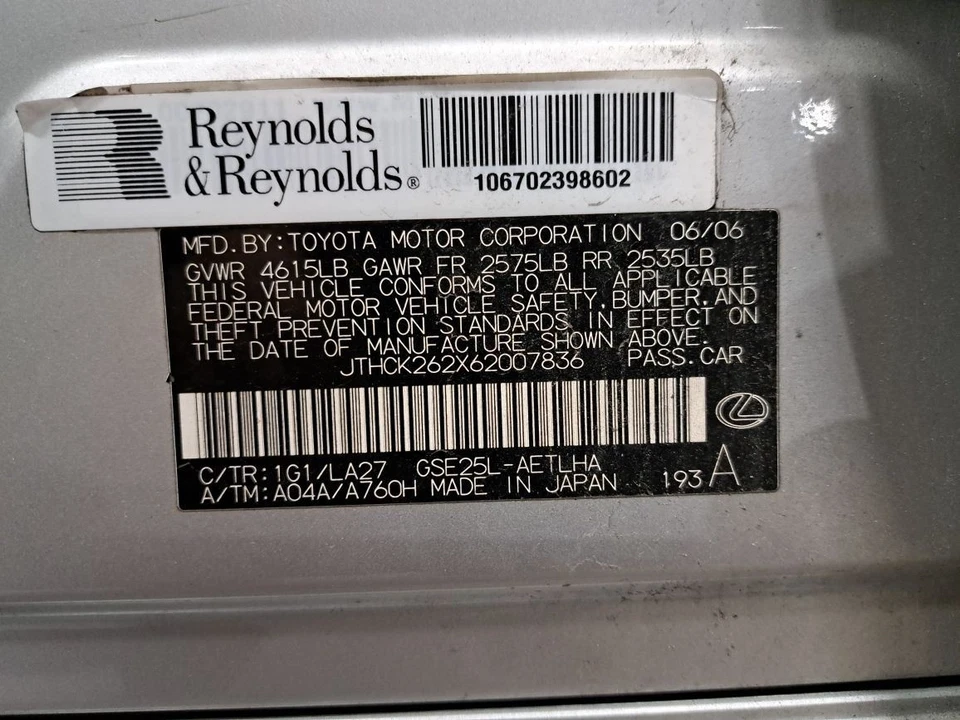 Reynolds
&Reynolds®
106702398602
MFD.BY:TOYOTA MOTOR CORPORATION 06/06
GVWR 4615LB GAWR FR 2575LB RR 2535LB
THIS VEHICLE CONFORMS TO ALL APPLICABLE
FEDERAL MOTOR VEHICLE SAFETY,BUMPER,AND
THEFT PREVENTION STANDARDS IN EFFECT ON
THE DATE OF MANUFACTURE SHOWN ABOVE.
JTHCK262X62007836 PASS.CAR
C/TR:1G1/LA27 GSE25L-AETLHA
A/TM:A04A/A760H MADE IN JAPAN 193 A